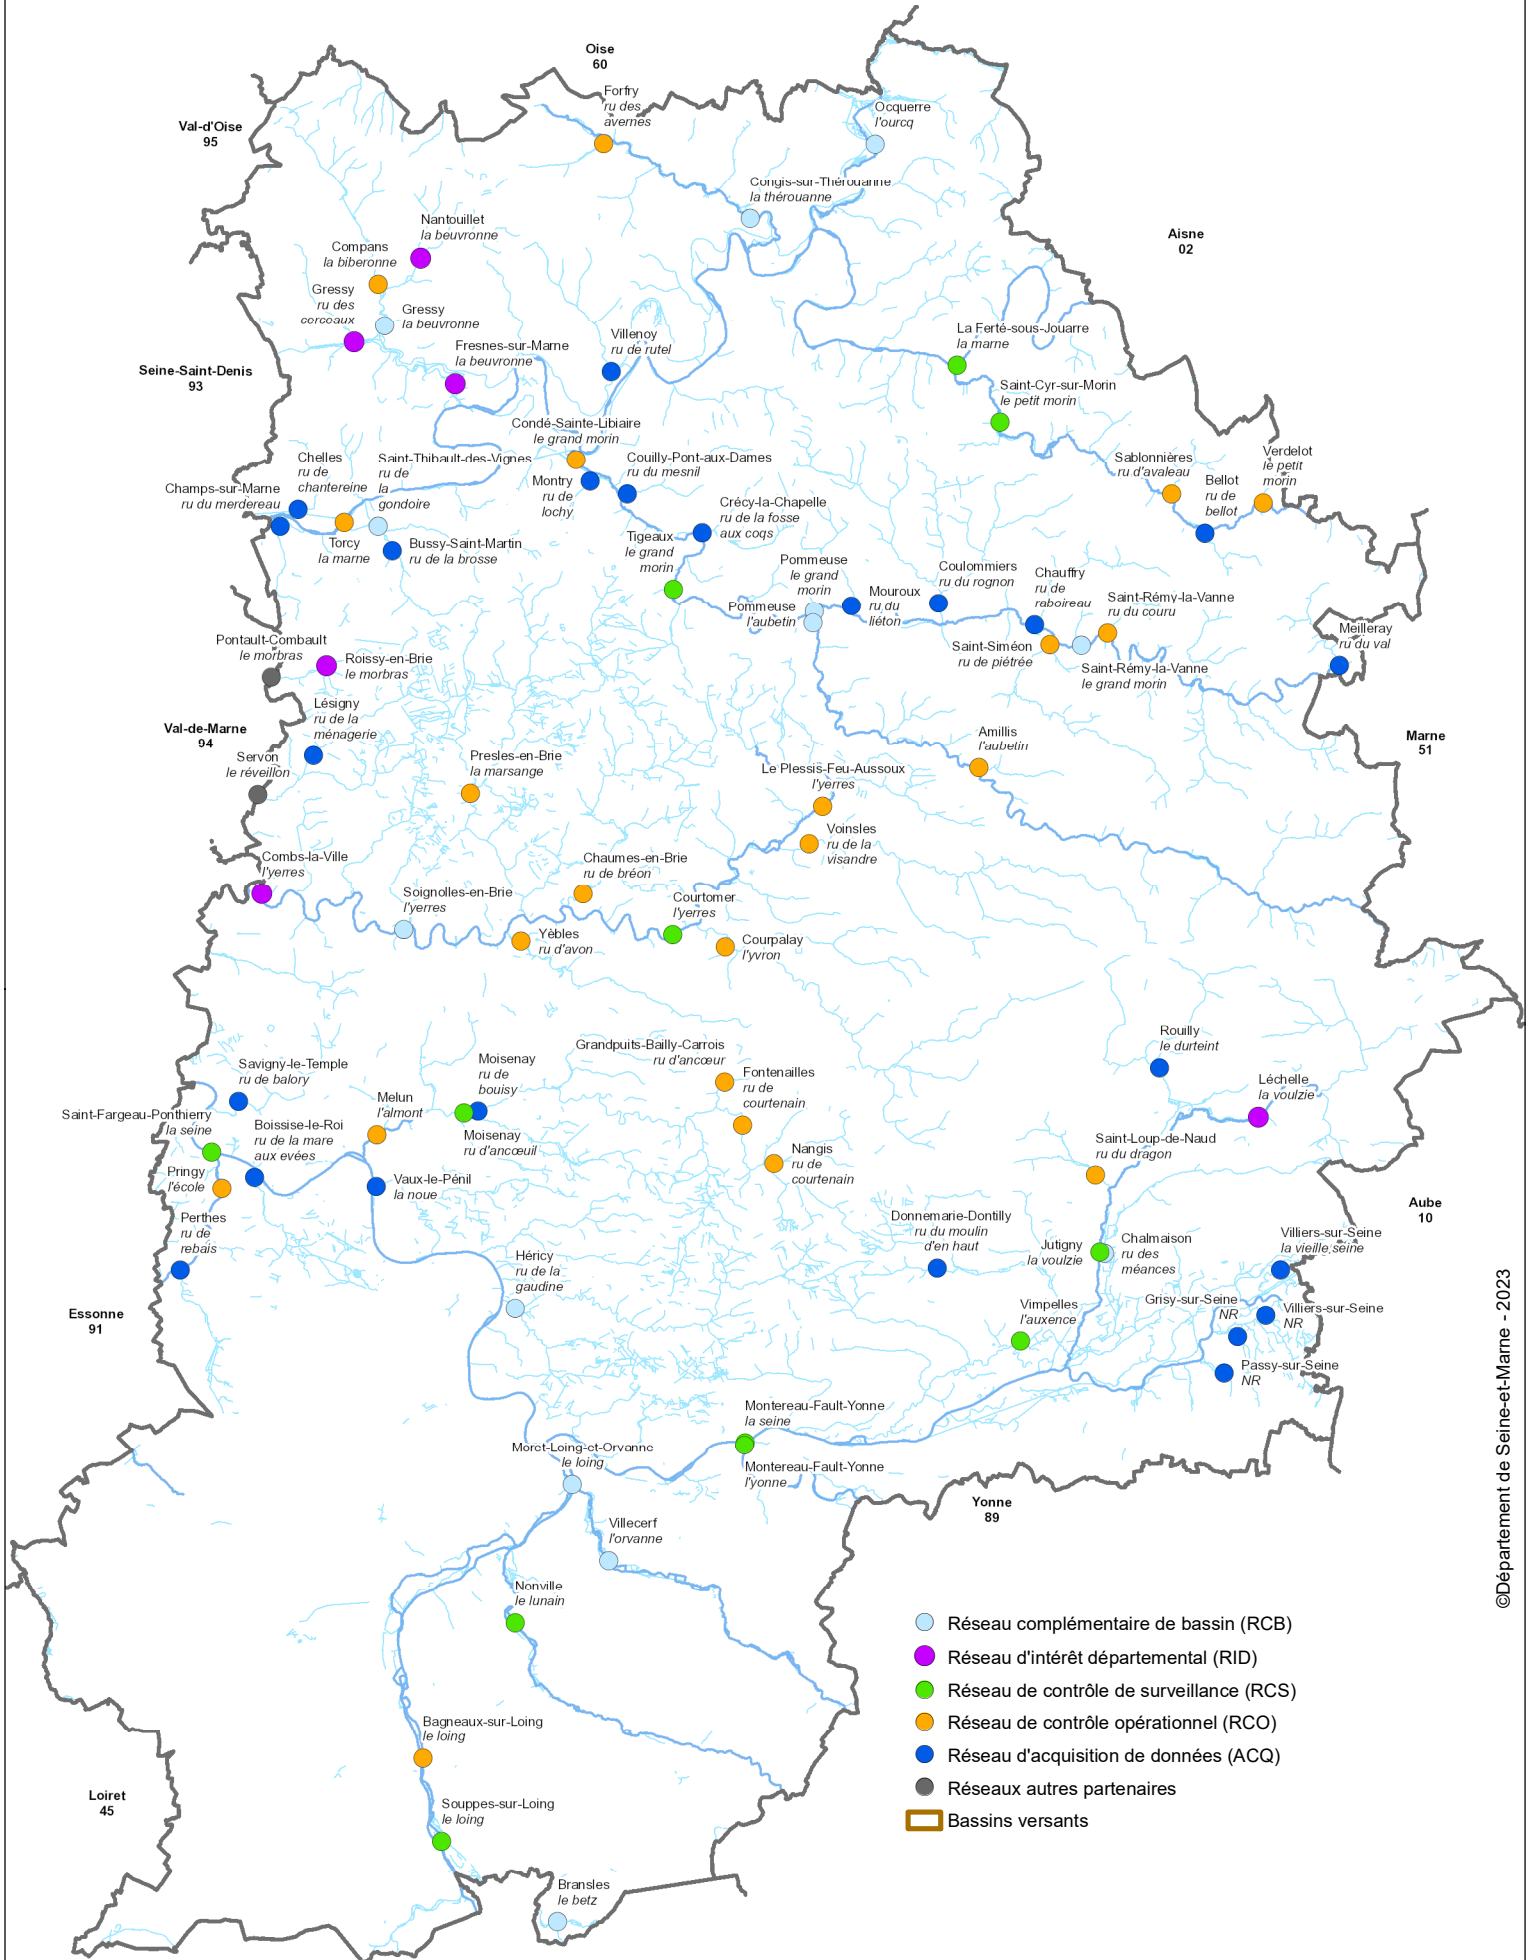 Oise
60
Forfry
ru des
avernes
Ocquerre
l'ourcq
Val-d'Oise
95
Congis-sur-Thérouanne
la thérouanne
Nantouillet
la beuvronne
Aisne
02
Compans
la biberonne
Gressy
ru des
cerceaux
Gressy
la beuvronne
La Ferté-sous-Jouarre
la marne
Villenoy
ru de rutel
Fresnes-sur-Marne
la beuvronne
Seine-Saint-Denis
93
Saint-Cyr-sur-Morin
le petit morin
Condé-Sainte-Libiaire
le grand morin
Verdelot
le petit
morin
Sablonnières
ru d'avaleau
Bellot
ru de
bellot
Chelles
ru de
chantereine
Saint-Thibault-des-Vignes
ru de
la
gondoire
Couilly-Pont-aux-Dames
ru du mesnil
Montry
ru de
lochy
Champs-sur-Marne
ru du merdereau
Crécy-la-Chapelle
ru de la fosse
aux coqs
Torcy
la marne
Bussy-Saint-Martin
ru de la brosse
Tigeaux
le grand
morin
Pommeuse
le grand
morin
Coulommiers
ru du rognon
Chauffry
ru de
raboireau
Mouroux
ru du
liéton
Saint-Rémy-la-Vanne
ru du couru
Pommeuse
l'aubetin
Meilleray
ru du val
Pontault-Combault
le morbras
Roissy-en-Brie
le morbras
Saint-Siméon
ru de piétrée
Saint-Rémy-la-Vanne
le grand morin
Lésigny
ru de la
ménagerie
Val-de-Marne
94
Amillis
l'aubetin
Marne
51
Servon
le réveillon
Presles-en-Brie
la marsange
Le Plessis-Feu-Aussoux
l'yerres
Voinsles
ru de la
visandre
Combs-la-Ville
l'yerres
Chaumes-en-Brie
ru de bréon
Soignolles-en-Brie
l'yerres
Courtomer
l'yerres
Yèbles
ru d'avon
Courpalay
l'yvron
Rouilly
le durteint
Grandpuits-Bailly-Carrois
ru d'ancœur
Moisenay
ru de
bouisy
Savigny-le-Temple
ru de balory
Fontenailles
ru de
courtenain
Léchelle
la voulzie
Melun
l'almont
Saint-Fargeau-Ponthierry
la seine
Boissise-le-Roi
ru de la mare
aux evées
Moisenay
ru d'ancœuil
Saint-Loup-de-Naud
ru du dragon
Nangis
ru de
courtenain
Pringy
l'école
Vaux-le-Pénil
la noue
Aube
10
Perthes
ru de
rebais
Donnemarie-Dontilly
ru du moulin
d'en haut
Jutigny
la voulzie
Chalmaison
ru des
méances
Villiers-sur-Seine
la vieille seine
Héricy
ru de la
gaudine
Essonne
91
Vimpelles
l'auxence
Grisy-sur-Seine
NR
Villiers-sur-Seine
NR
Passy-sur-Seine
NR
Montereau-Fault-Yonne
la seine
Moret-Loing-et-Orvanne
le loing
Montereau-Fault-Yonne
l'yonne
Yonne
89
Villecerf
l'orvanne
Nonville
le lunain
Bagneaux-sur-Loing
le loing
Loiret
45
Souppes-sur-Loing
le loing
Bransles
le betz
Réseau complémentaire de bassin (RCB)
Réseau d'intérêt départemental (RID)
Réseau de contrôle de surveillance (RCS)
Réseau de contrôle opérationnel (RCO)
Réseau d'acquisition de données (ACQ)
Réseaux autres partenaires
Bassins versants
©Département de Seine-et-Marne - 2023